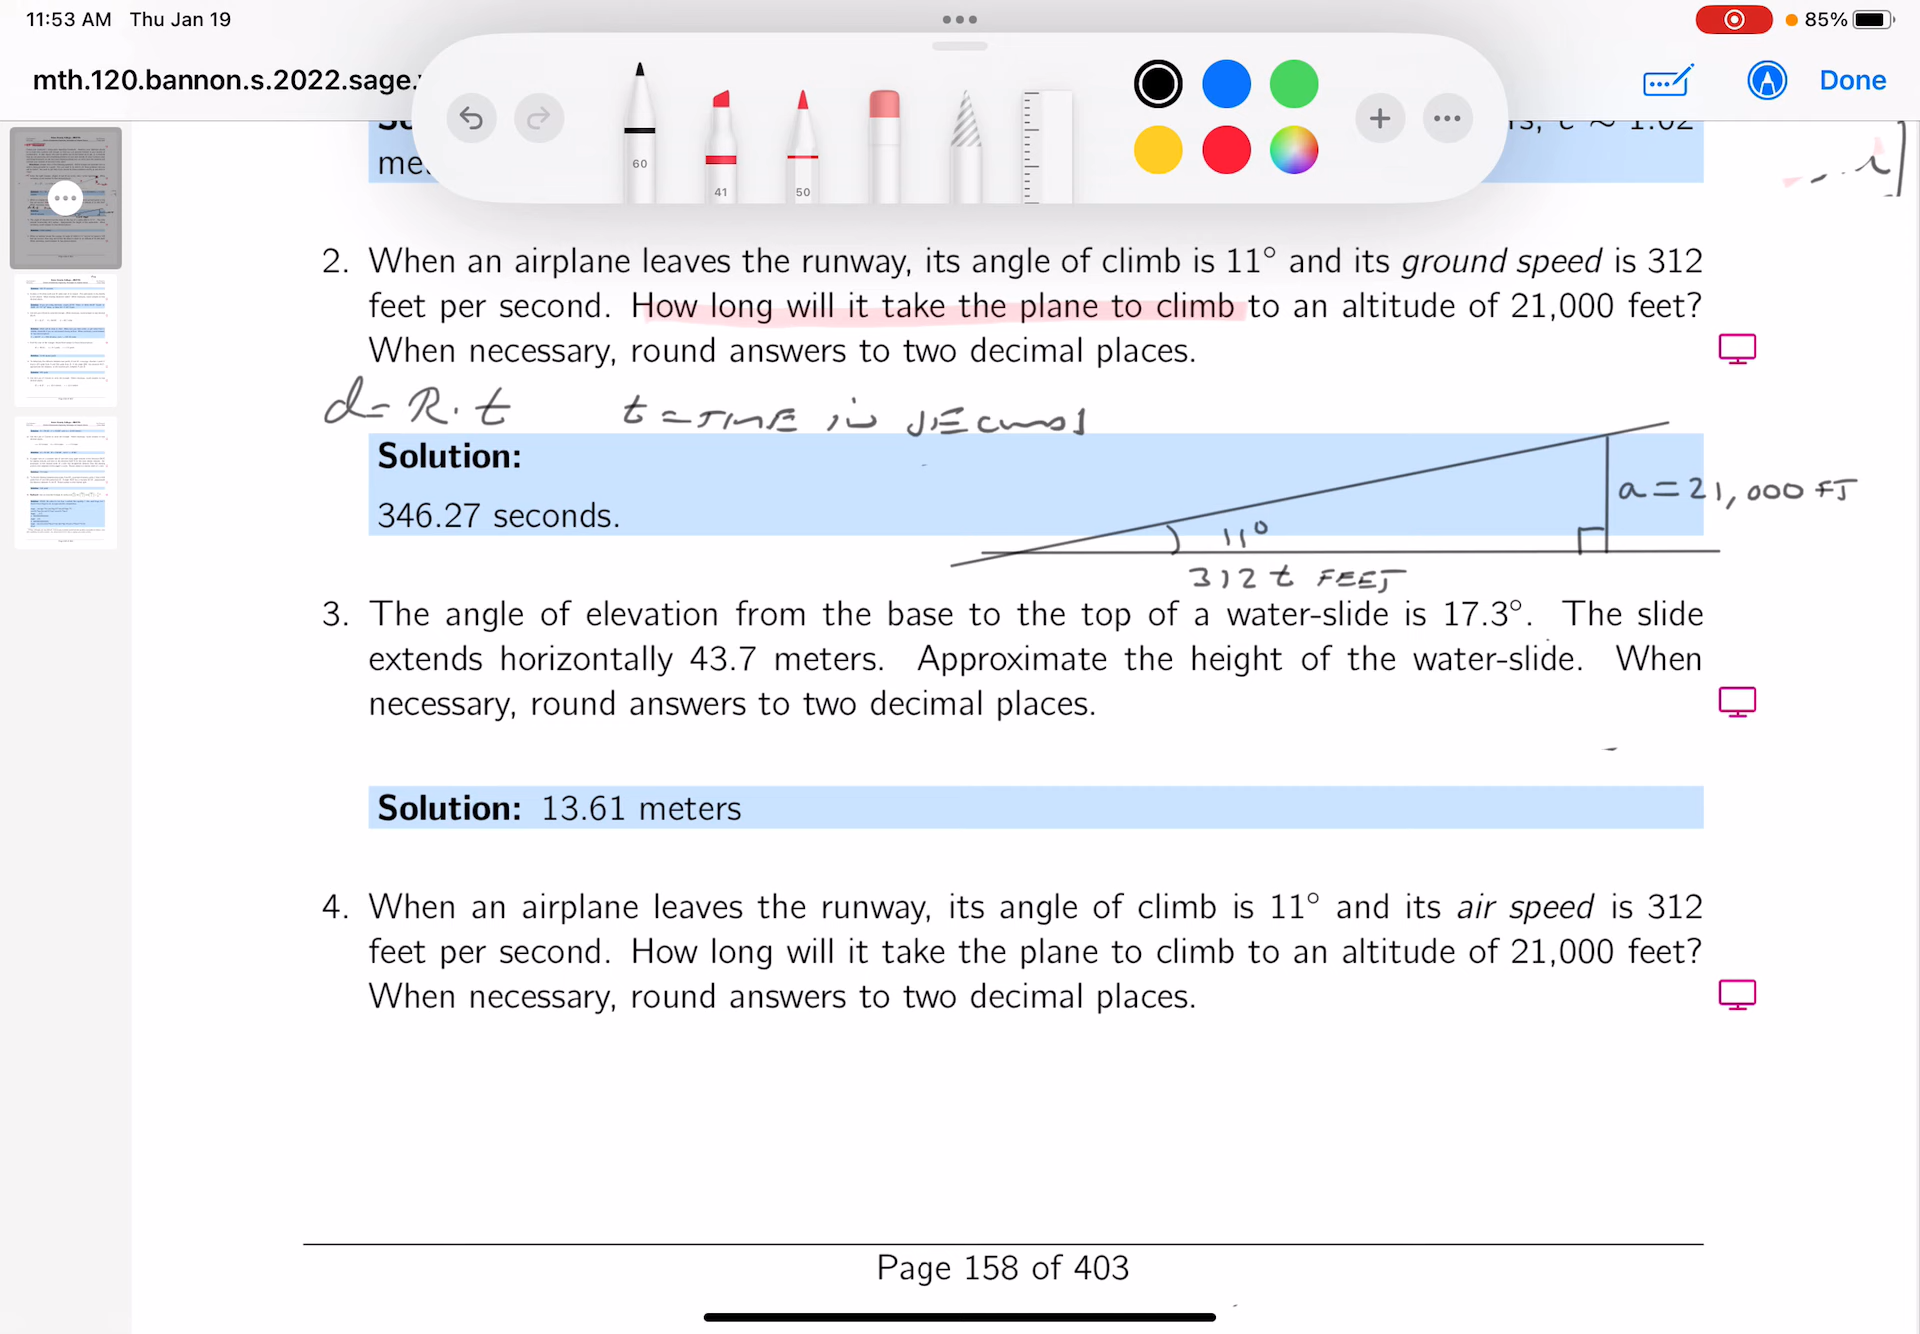 11:53 AM Thu Jan 19
85%
mth.120.bannon.s.2022.sage.
Done
60
41
50
me
2. When an airplane leaves the runway, its angle of climb is 11° and its ground speed is 312
feet per second. How long will it take the plane to climb to an altitude of 21,000 feet?
When necessary, round answers to two decimal places.
d = R · t t = TIME in SECONDS
Solution:
346.27 seconds.
a = 21,000 FT
11°
312 t FEET
3. The angle of elevation from the base to the top of a water-slide is 17.3°. The slide
extends horizontally 43.7 meters. Approximate the height of the water-slide. When
necessary, round answers to two decimal places.
Solution: 13.61 meters
4. When an airplane leaves the runway, its angle of climb is 11° and its air speed is 312
feet per second. How long will it take the plane to climb to an altitude of 21,000 feet?
When necessary, round answers to two decimal places.
Page 158 of 403